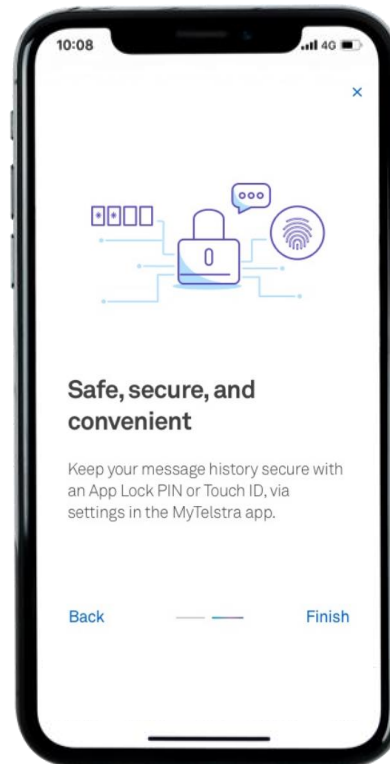 10:08
4G
Safe, secure, and
convenient
Keep your message history secure with
an App Lock PIN or Touch ID, via
settings in the MyTelstra app.
Back
Finish